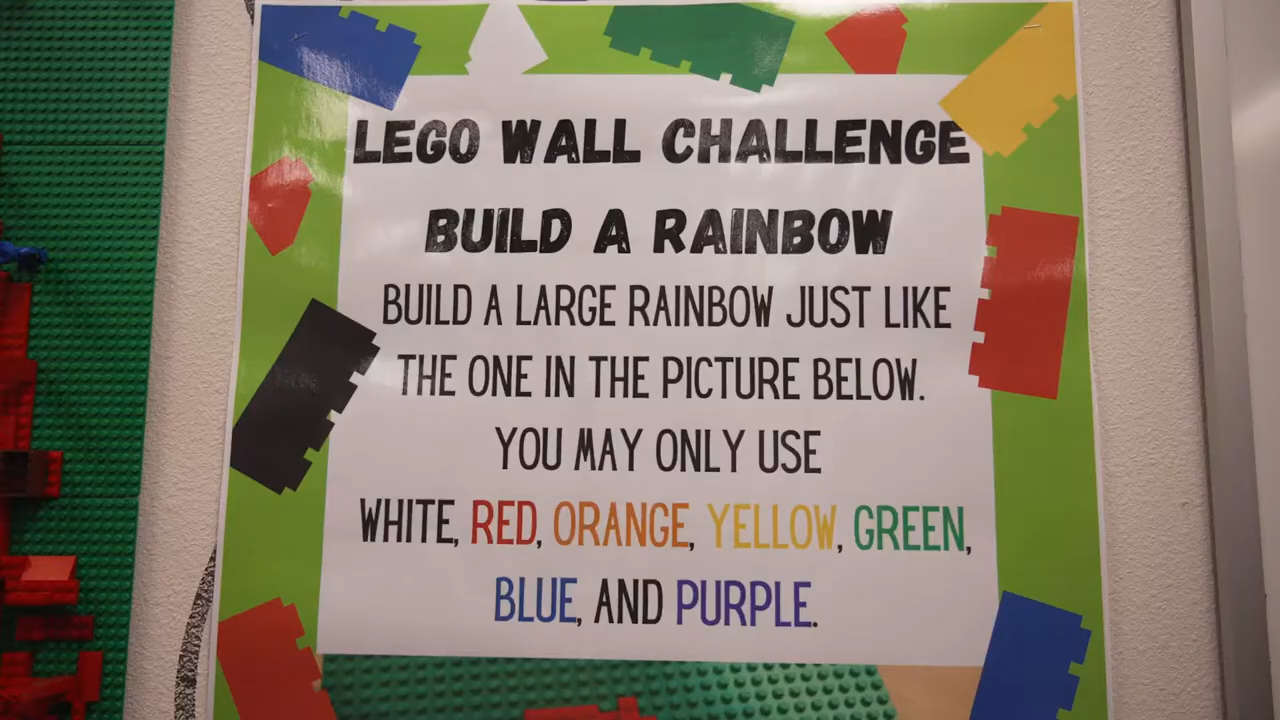 LEGO WALL CHALLENGE
BUILD A RAINBOW
BUILD A LARGE RAINBOW JUST LIKE
THE ONE IN THE PICTURE BELOW.
YOU MAY ONLY USE
WHITE, RED, ORANGE, YELLOW, GREEN,
BLUE, AND PURPLE.